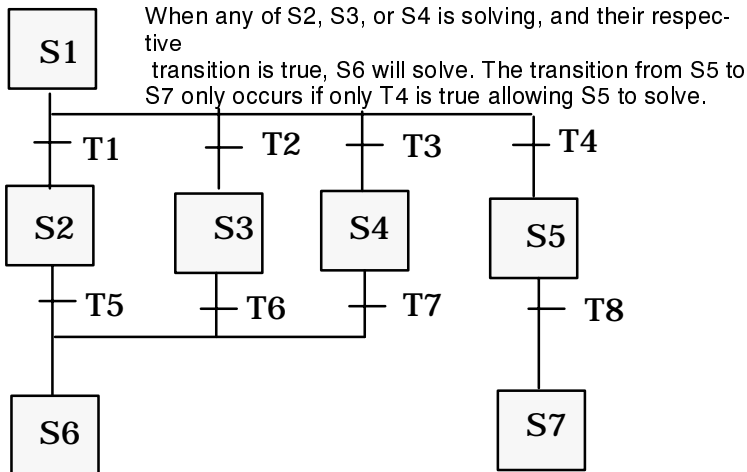 When any of S2, S3, or S4 is solving, and their respec-
tive
transition is true, S6 will solve. The transition from S5 to
S7 only occurs if only T4 is true allowing S5 to solve.
S1
T1
T2
T3
T4
S2
S3
S4
S5
T5
T6
T7
T8
S6
S7